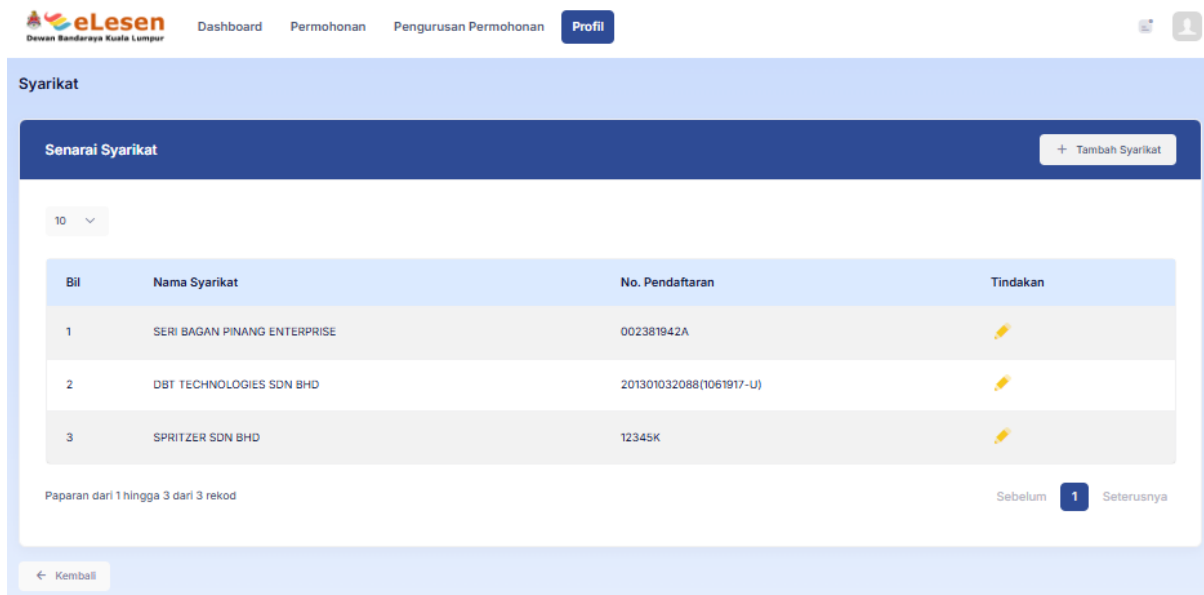 eLesen
Dewan Bandaraya Kuala Lumpur
Dashboard Permohonan Pengurusan Permohonan Profil
Syarikat
Senarai Syarikat + Tambah Syarikat
10
Bil Nama Syarikat No. Pendaftaran Tindakan
1 SERI BAGAN PINANG ENTERPRISE 002381942A
2 DBT TECHNOLOGIES SDN BHD 201301032088(1061917-U)
3 SPRITZER SDN BHD 12345K
Paparan dari 1 hingga 3 dari 3 rekod Sebelum 1 Seterusnya
← Kembali